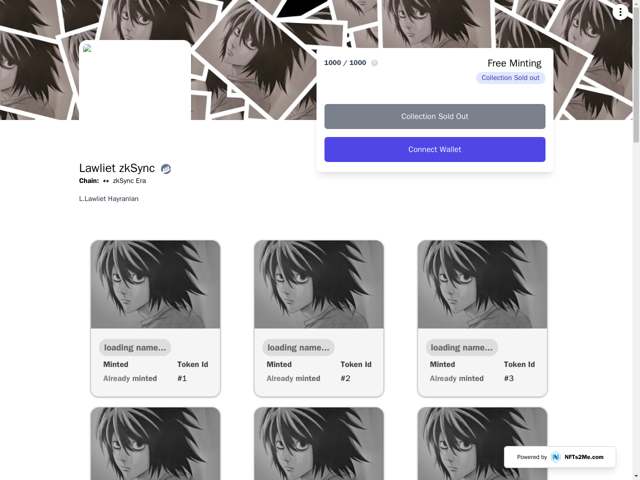 1000 / 1000
Free Minting
Collection Sold out
Collection Sold Out
Connect Wallet
Lawliet zkSync
Chain: zkSync Era
L.Lawliet Hayranları
loading name...
Minted Token Id
Already minted #1
loading name...
Minted Token Id
Already minted #2
loading name...
Minted Token Id
Already minted #3
Powered by NFTs2Me.com